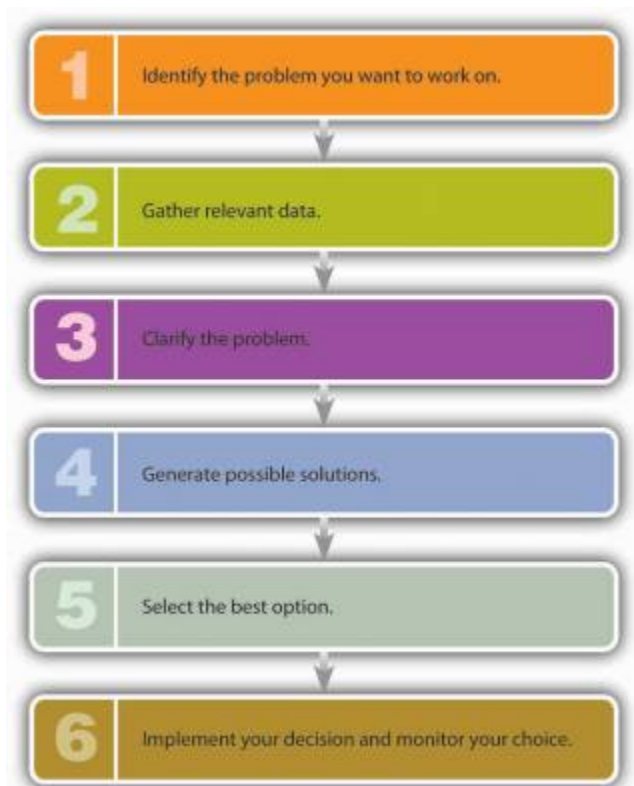 1 Identify the problem you want to work on.
2 Gather relevant data.
3 Clarify the problem.
4 Generate possible solutions.
5 Select the best option.
6 Implement your decision and monitor your choice.